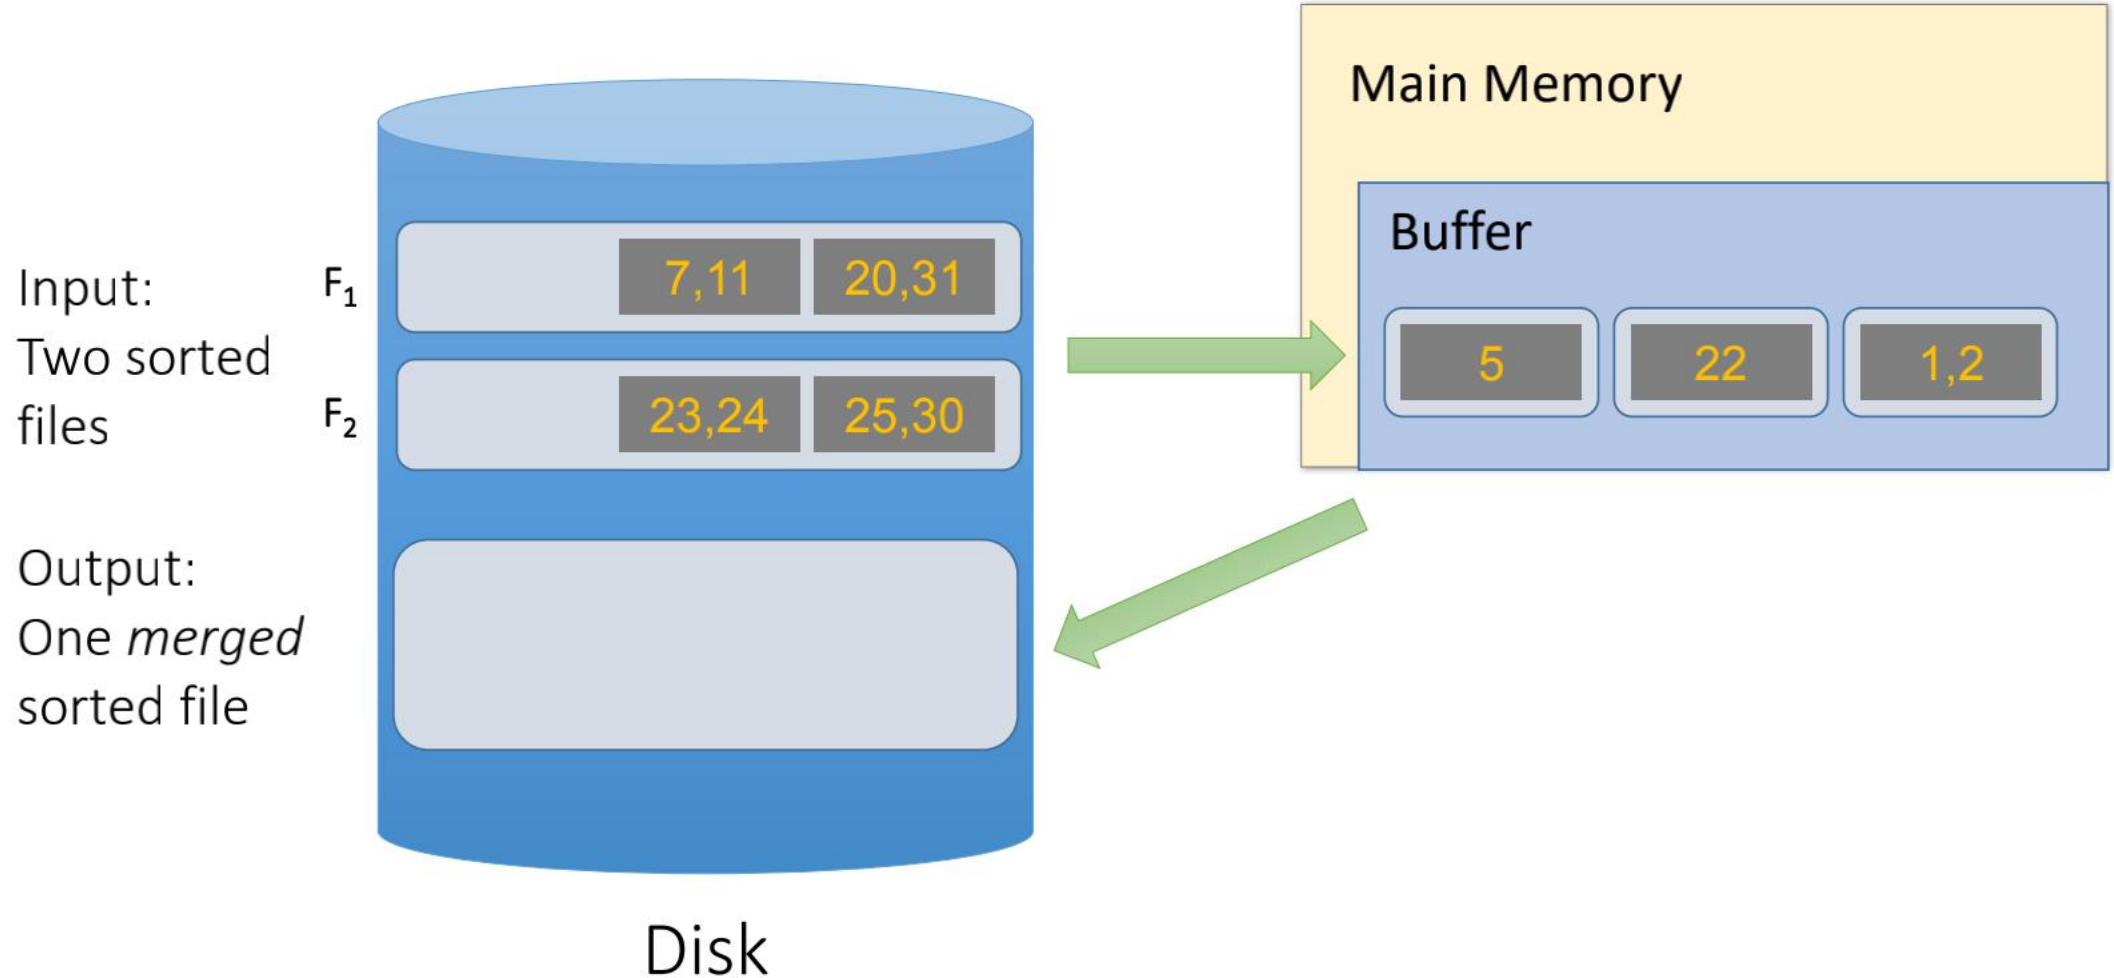 Main Memory
Buffer
5
22
1,2
Input:
Two sorted
files
F₁
7,11
20,31
F₂
23,24
25,30
Output:
One merged
sorted file
Disk